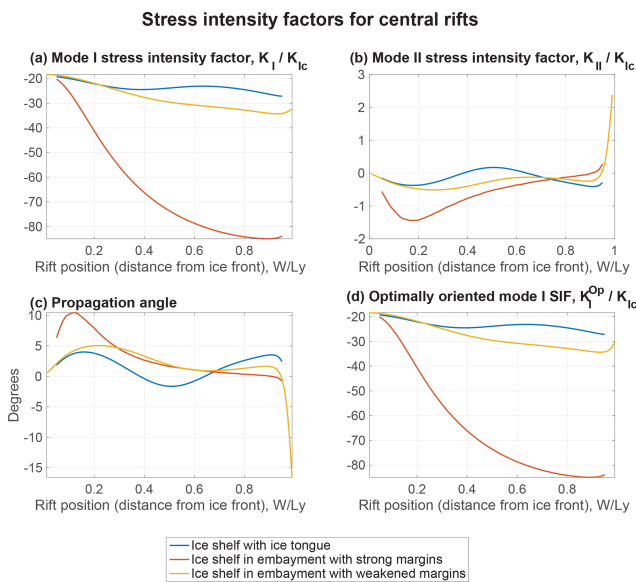 Stress intensity factors for central rifts
(a) Mode I stress intensity factor, K_I / K_Ic
-20
-30
-40
-50
-60
-70
-80
0.2 0.4 0.6 0.8
Rift position (distance from ice front), W/Ly
(b) Mode II stress intensity factor, K_II / K_Ic
3
2
1
0
-1
-2
0 0.2 0.4 0.6 0.8 1
Rift position (distance from ice front), W/Ly
(c) Propagation angle
Degrees
10
5
0
-5
-10
-15
0.2 0.4 0.6 0.8
Rift position (distance from ice front), W/Ly
(d) Optimally oriented mode I SIF, K_I^Op / K_Ic
-20
-30
-40
-50
-60
-70
-80
0.2 0.4 0.6 0.8
Rift position (distance from ice front), W/Ly
Ice shelf with ice tongue
Ice shelf in embayment with strong margins
Ice shelf in embayment with weakened margins